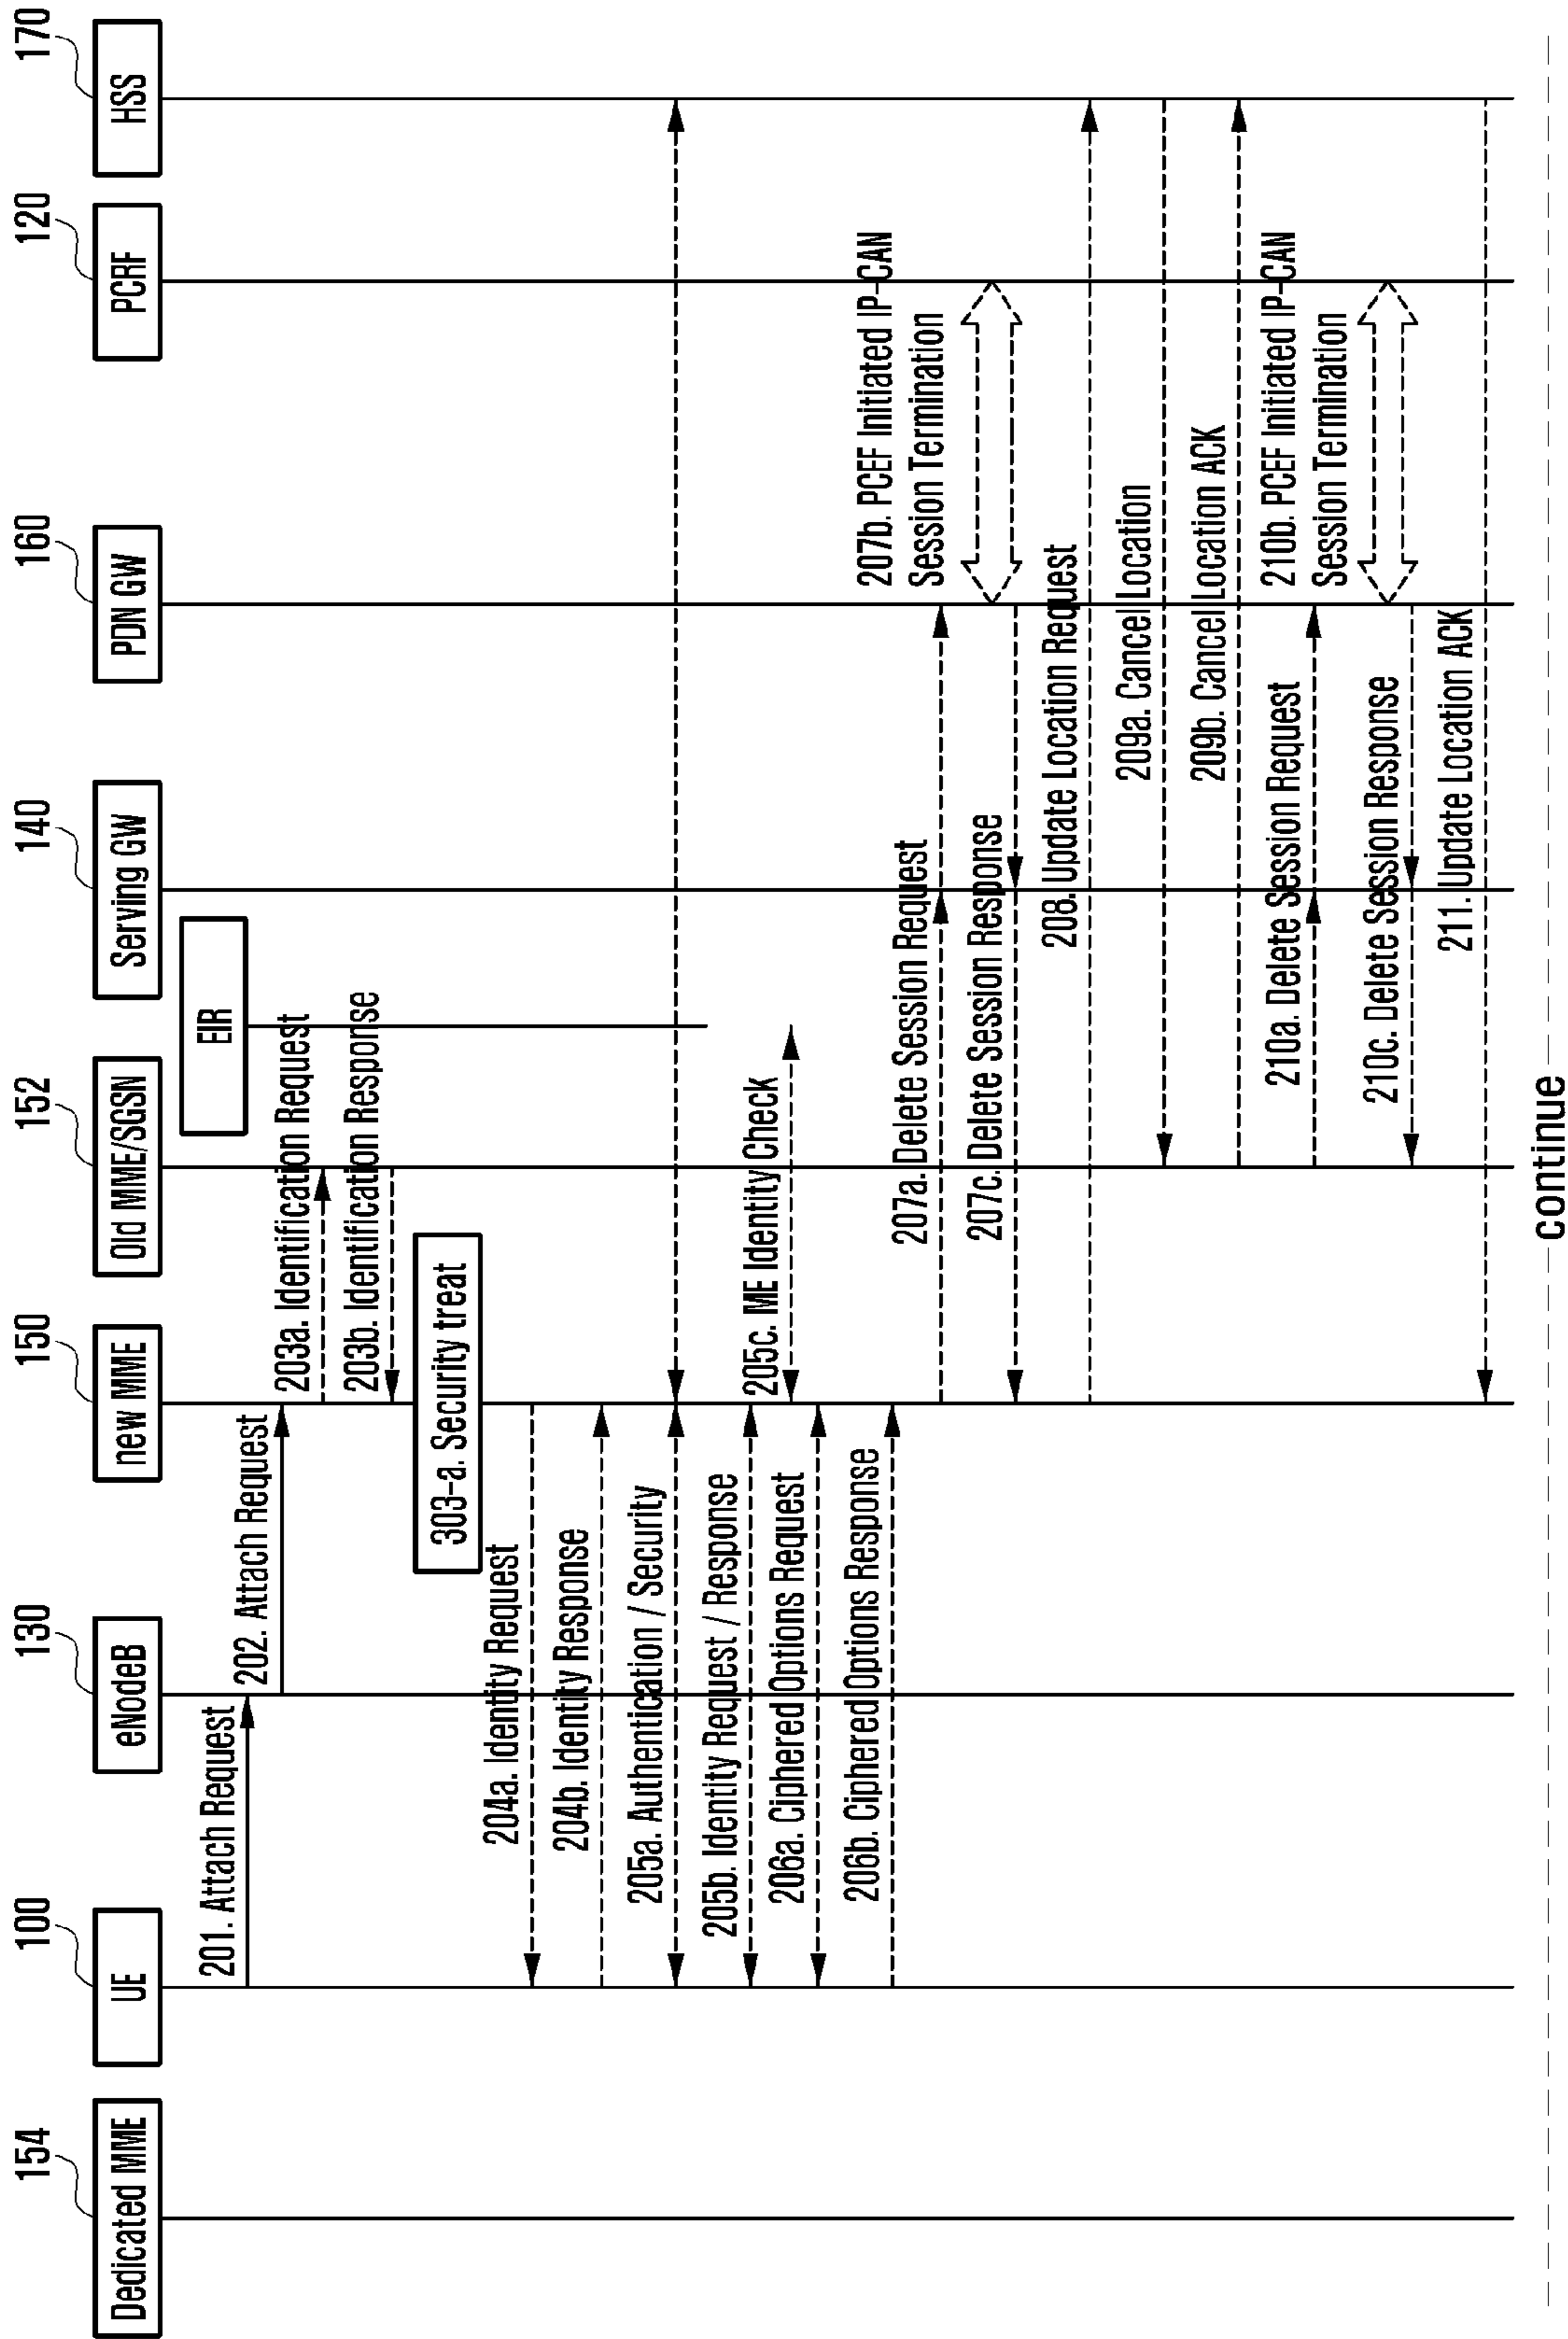 154
100
130
150
152
140
160
120
170
Dedicated MME
UE
eNodeB
new MME
Old MME/SGSN
Serving GW
PDN GW
PCRF
HSS
EIR
201. Attach Request
202. Attach Request
203a. Identification Request
203b. Identification Response
303-a. Security treat
204a. Identity Request
204b. Identity Response
205a. Authentication / Security
205b. Identity Request / Response
205c. ME Identity Check
206a. Ciphered Options Request
206b. Ciphered Options Response
207a. Delete Session Request
207b. PCEF Initiated IP-CAN
Session Termination
207c. Delete Session Response
208. Update Location Request
209a. Cancel Location
209b. Cancel Location ACK
210a. Delete Session Request
210b. PCEF Initiated IP-CAN
Session Termination
210c. Delete Session Response
211. Update Location ACK
continue